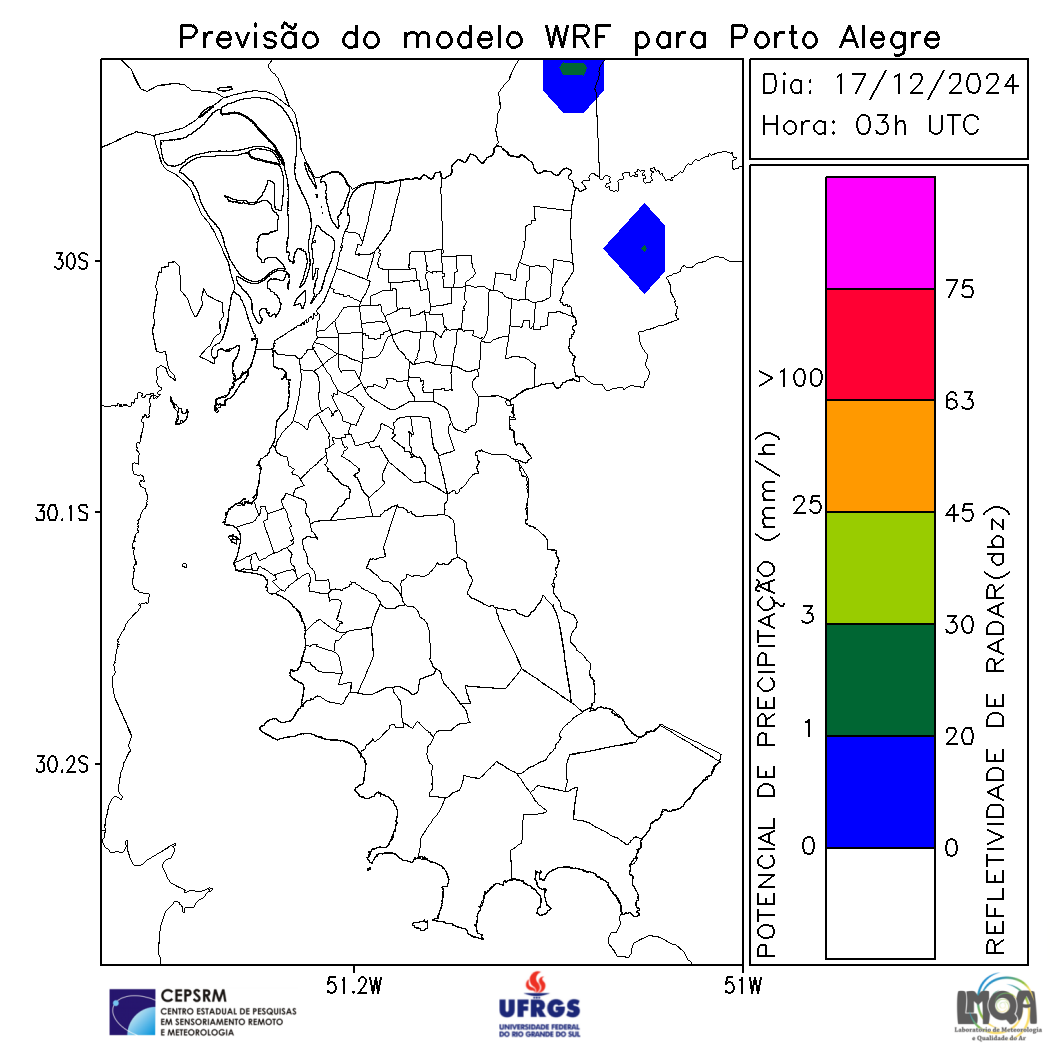 Previsão do modelo WRF para Porto Alegre
Dia: 17/12/2024
Hora: 03h UTC
30S
30.1S
30.2S
51.2W
51W
POTENCIAL DE PRECIPITAÇÃO (mm/h)
>100
25
3
1
0
75
63
45
30
20
0
REFLETIVIDADE DE RADAR(dbz)
CEPSRM
CENTRO ESTADUAL DE PESQUISAS
EM SENSORIAMENTO REMOTO
E METEOROLOGIA
UFRGS
UNIVERSIDADE FEDERAL
DO RIO GRANDE DO SUL
LMQA
Laboratório de Meteorologia
e Qualidade do Ar